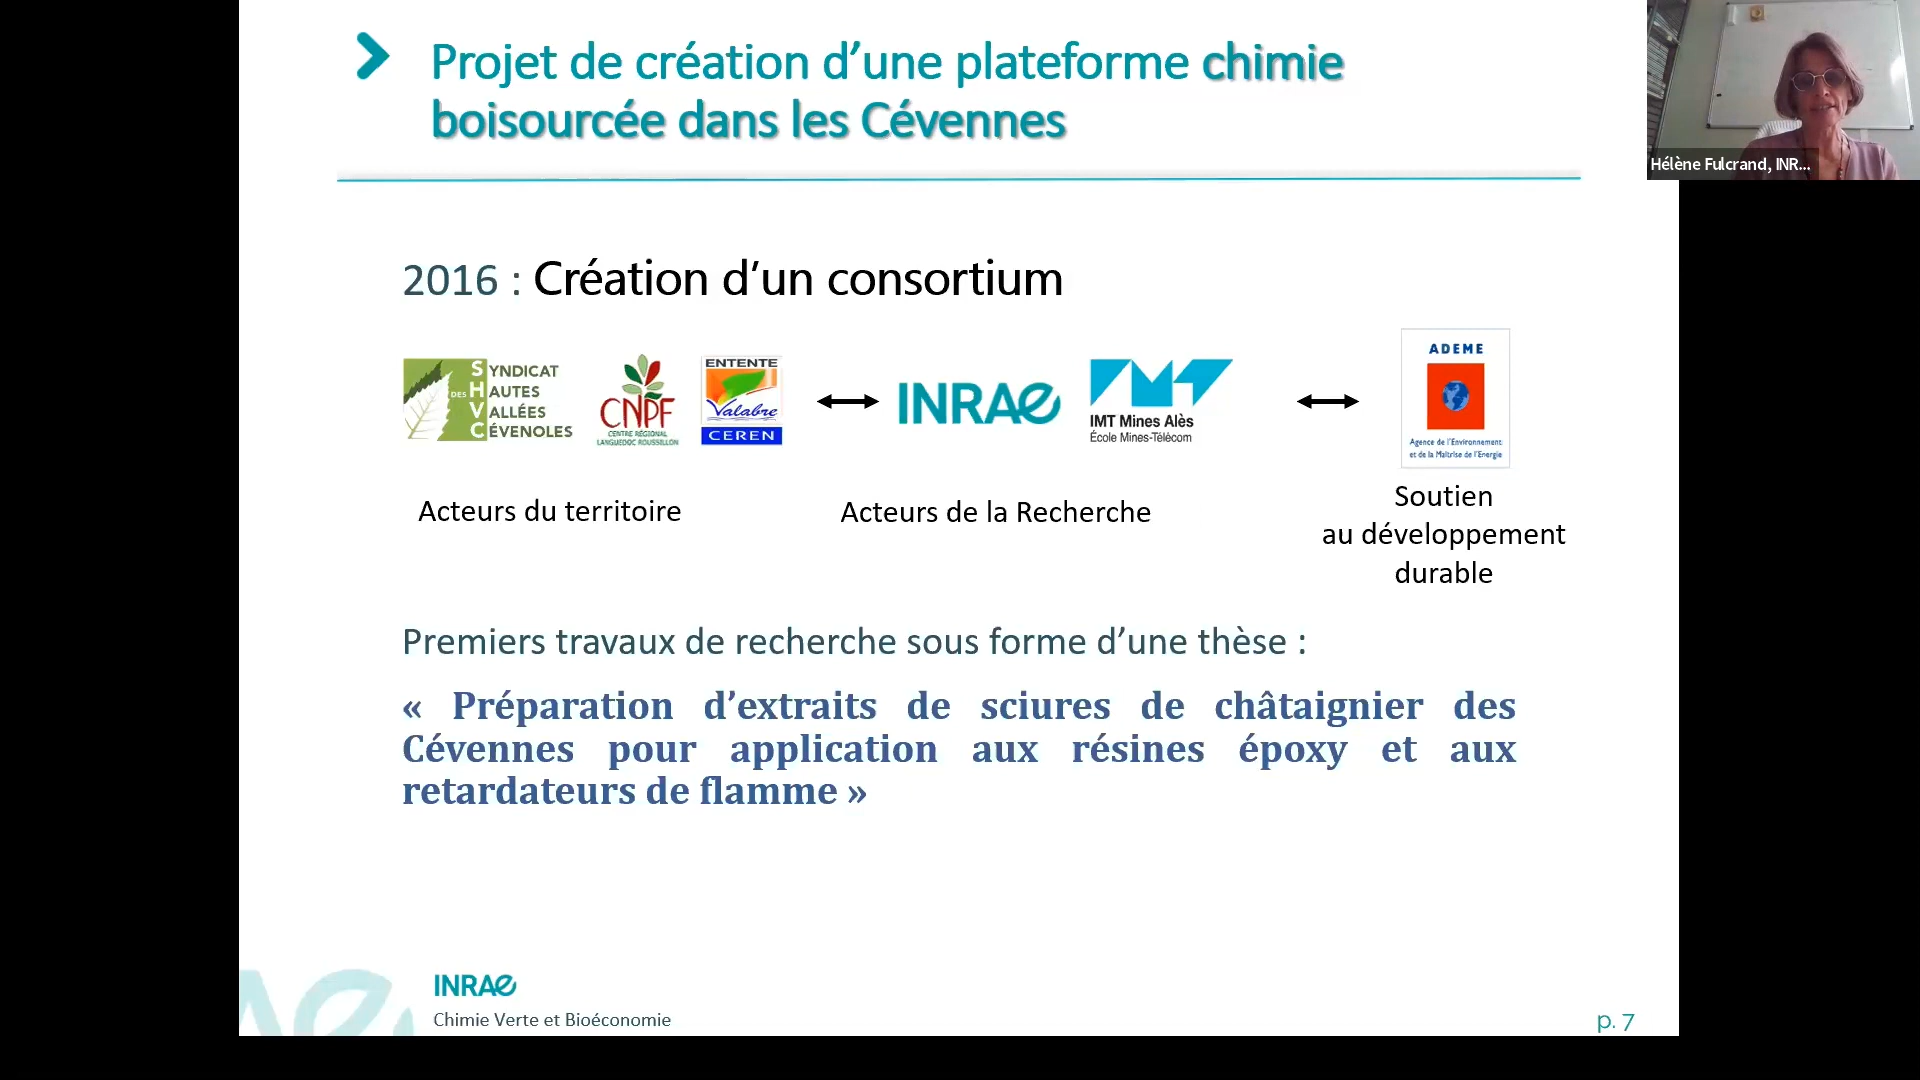 Projet de création d’une plateforme chimie
boisourcée dans les Cévennes
Hélène Fulcrand, INR...
2016 : Création d’un consortium
SYNDICAT
DES HAUTES
VALLÉES
CÉVENOLES
CNPF
CENTRE RÉGIONAL
LANGUEDOC ROUSSILLON
ENTENTE
Valabre
CEREN
INRAE
IMT Mines Alès
École Mines-Télécom
ADEME
Agence de l’Environnement
et de la Maîtrise de l’Energie
Acteurs du territoire
Acteurs de la Recherche
Soutien
au développement
durable
Premiers travaux de recherche sous forme d’une thèse :
« Préparation d’extraits de sciures de châtaignier des
Cévennes pour application aux résines époxy et aux
retardateurs de flamme »
INRAE
Chimie Verte et Bioéconomie
p. 7